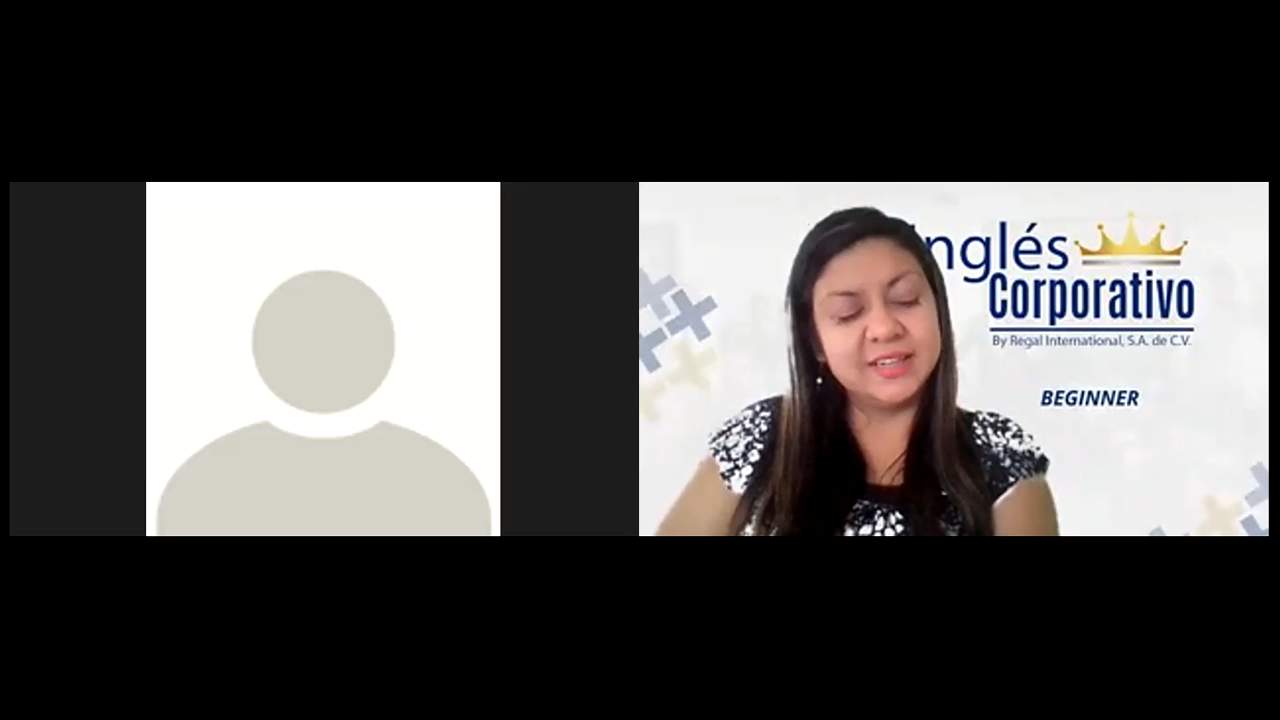 Inglés
Corporativo
By Regal International, S.A. de C.V.
BEGINNER